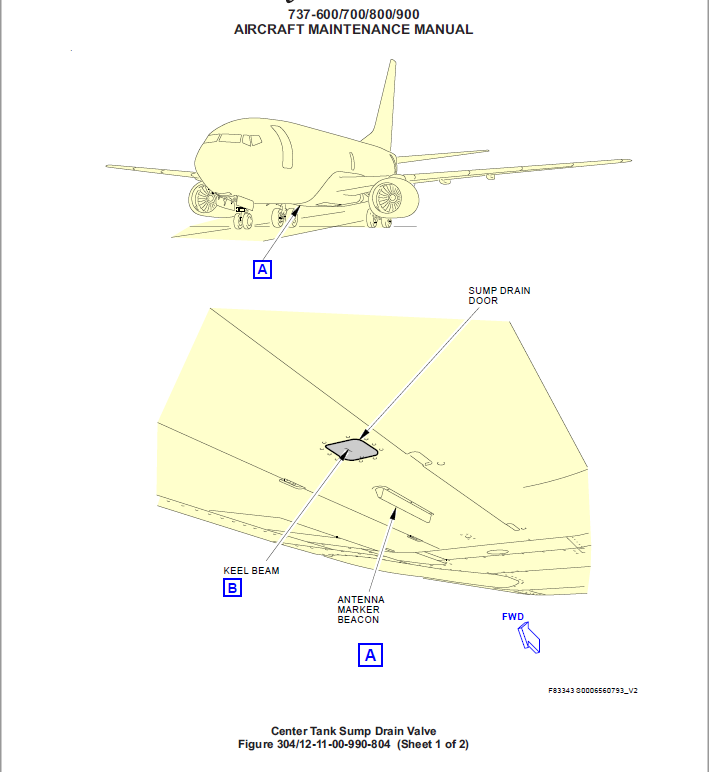 737-600/700/800/900
AIRCRAFT MAINTENANCE MANUAL
A
SUMP DRAIN
DOOR
KEEL BEAM
B
ANTENNA
MARKER
BEACON
A
FWD
F83343 S0006560793_V2
Center Tank Sump Drain Valve
Figure 304/12-11-00-990-804 (Sheet 1 of 2)